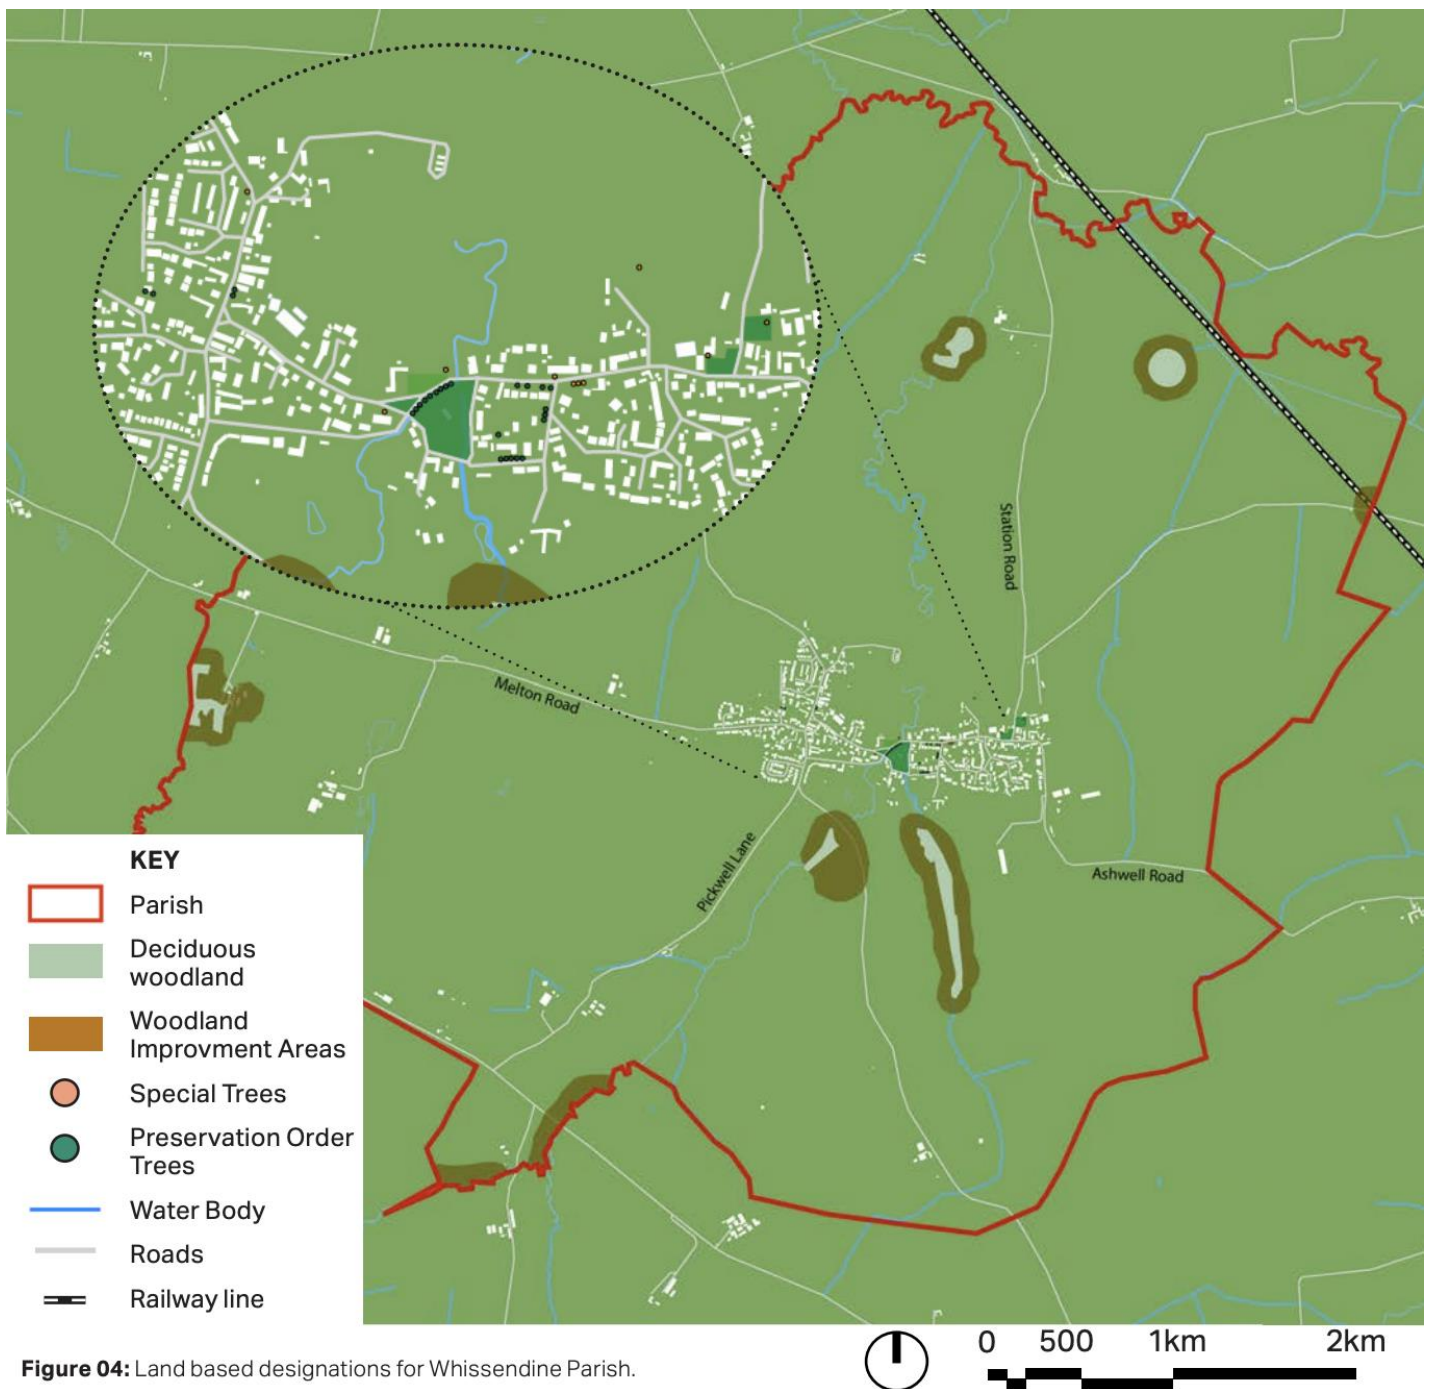 Station Road
Melton Road
Pickwell Lane
Ashwell Road
KEY
Parish
Deciduous
woodland
Woodland
Improvment Areas
Special Trees
Preservation Order
Trees
Water Body
Roads
Railway line
0 500 1km 2km
Figure 04: Land based designations for Whissendine Parish.